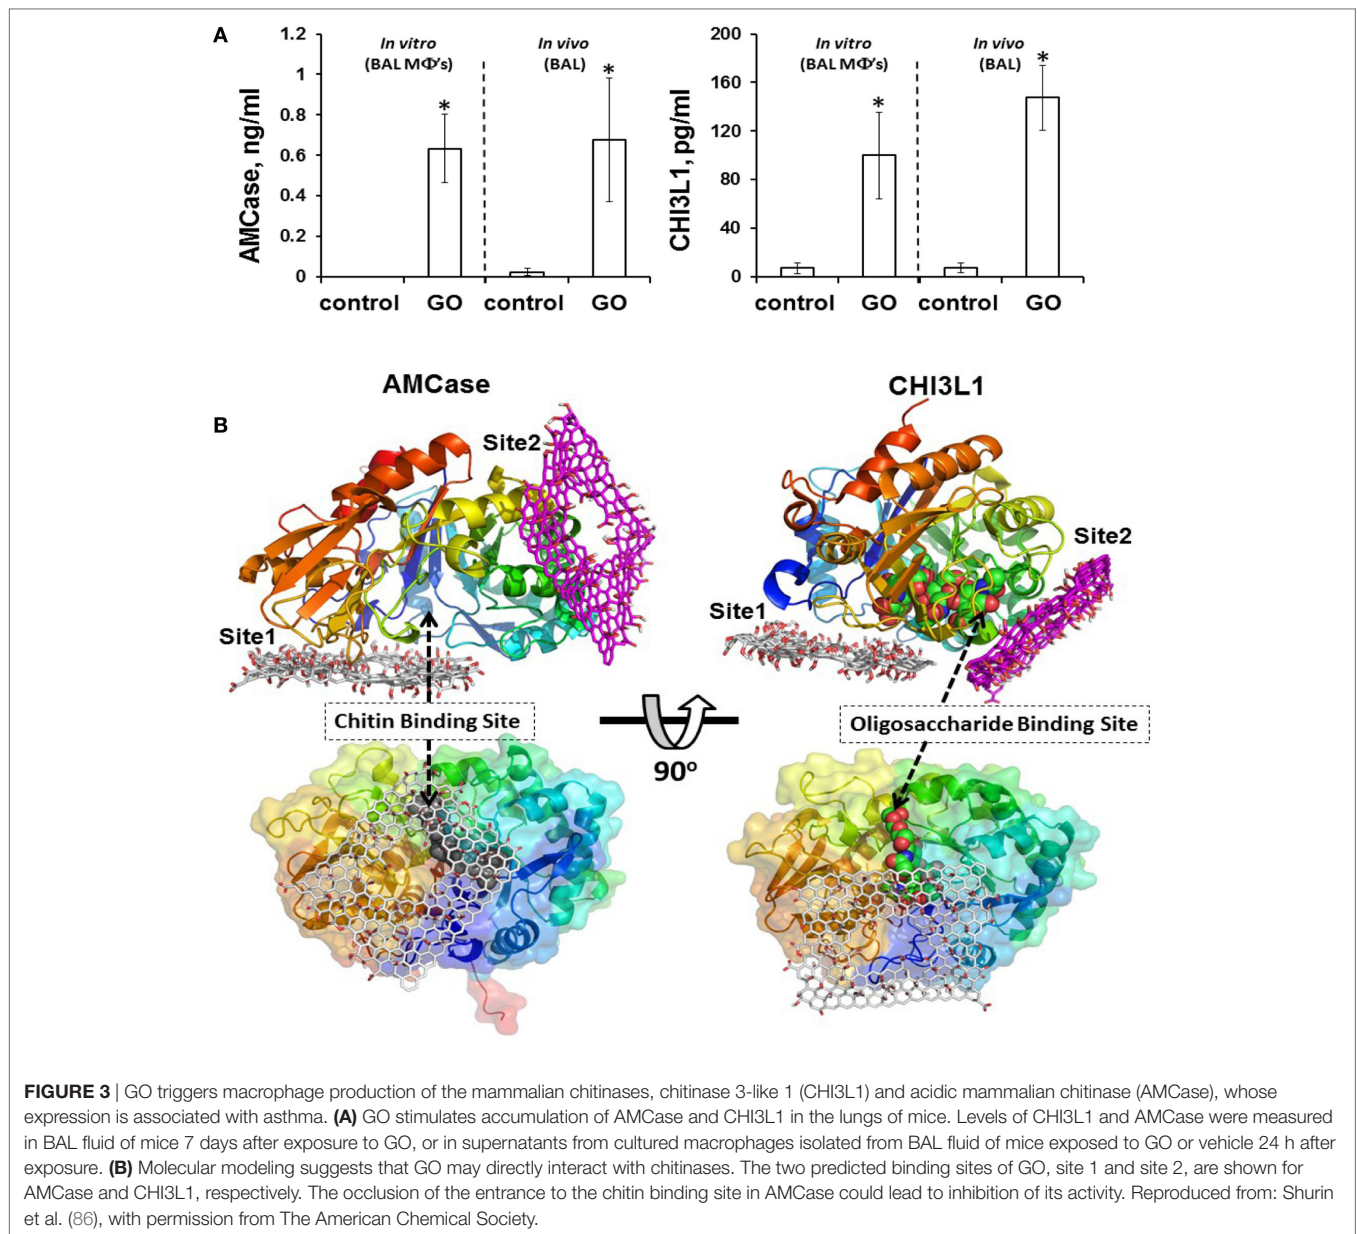 A
1.2
1
0.8
0.6
0.4
0.2
0
AMCase, ng/ml
In vitro
(BAL MΦ's)
In vivo
(BAL)
*
*
control GO control GO
200
160
120
80
40
0
CHI3L1, pg/ml
In vitro
(BAL MΦ's)
In vivo
(BAL)
*
*
control GO control GO
B
AMCase
CHI3L1
Site2
Site1
Site2
Site1
Chitin Binding Site
90°
Oligosaccharide Binding Site
FIGURE 3 | GO triggers macrophage production of the mammalian chitinases, chitinase 3-like 1 (CHI3L1) and acidic mammalian chitinase (AMCase), whose
expression is associated with asthma. (A) GO stimulates accumulation of AMCase and CHI3L1 in the lungs of mice. Levels of CHI3L1 and AMCase were measured
in BAL fluid of mice 7 days after exposure to GO, or in supernatants from cultured macrophages isolated from BAL fluid of mice exposed to GO or vehicle 24 h after
exposure. (B) Molecular modeling suggests that GO may directly interact with chitinases. The two predicted binding sites of GO, site 1 and site 2, are shown for
AMCase and CHI3L1, respectively. The occlusion of the entrance to the chitin binding site in AMCase could lead to inhibition of its activity. Reproduced from: Shurin
et al. (86), with permission from The American Chemical Society.